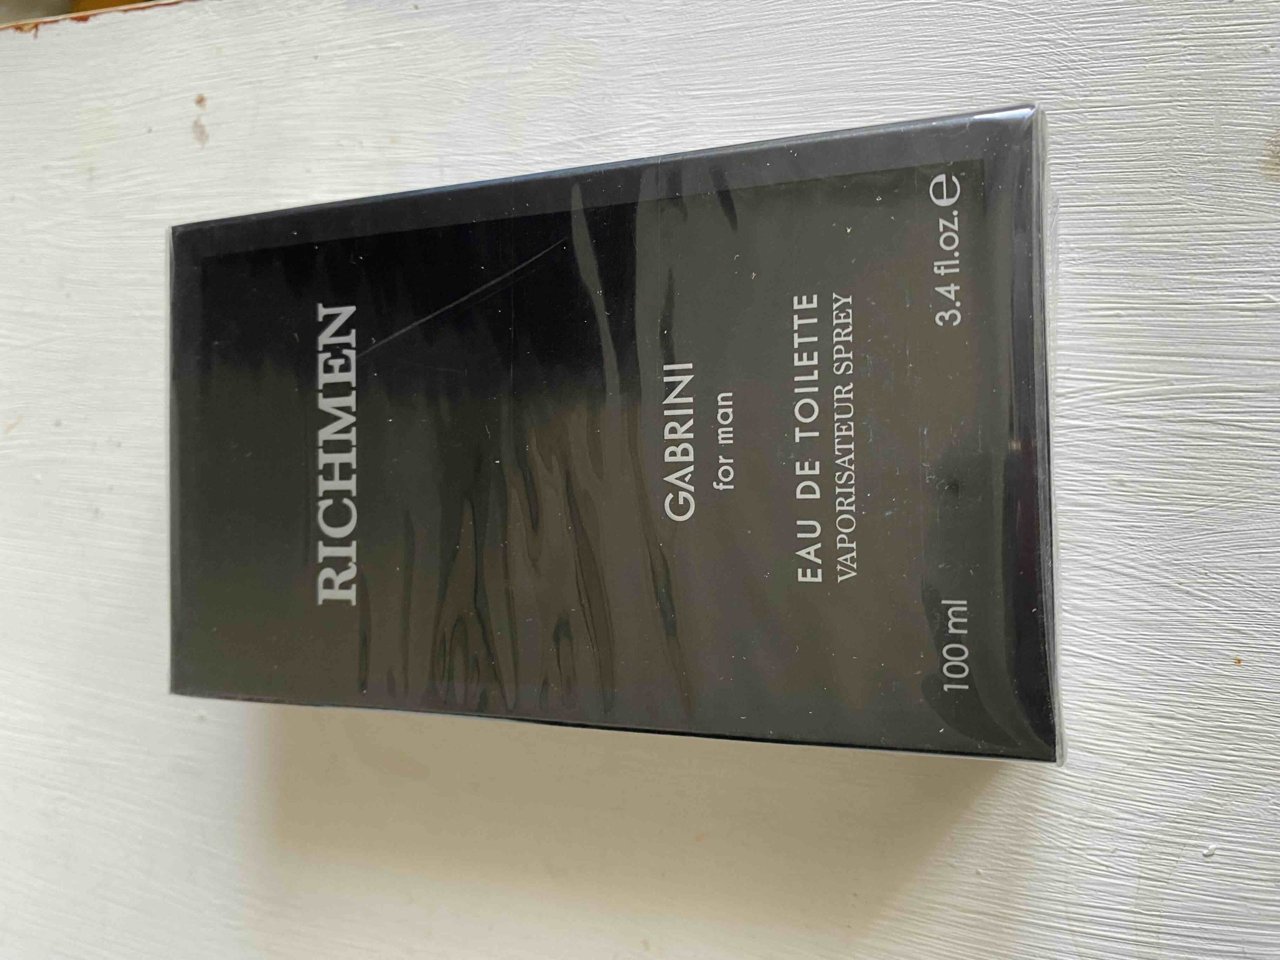 RICHMEN
GABRINI
for man
EAU DE TOILETTE
VAPORISATEUR SPREY
100 ml 3.4 fl.oz. e